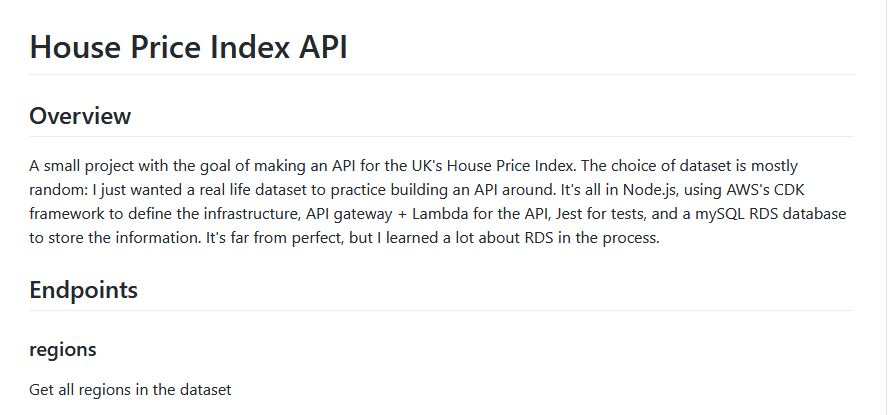 House Price Index API
Overview
A small project with the goal of making an API for the UK's House Price Index. The choice of dataset is mostly
random: I just wanted a real life dataset to practice building an API around. It's all in Node.js, using AWS's CDK
framework to define the infrastructure, API gateway + Lambda for the API, Jest for tests, and a mySQL RDS database
to store the information. It's far from perfect, but I learned a lot about RDS in the process.
Endpoints
regions
Get all regions in the dataset